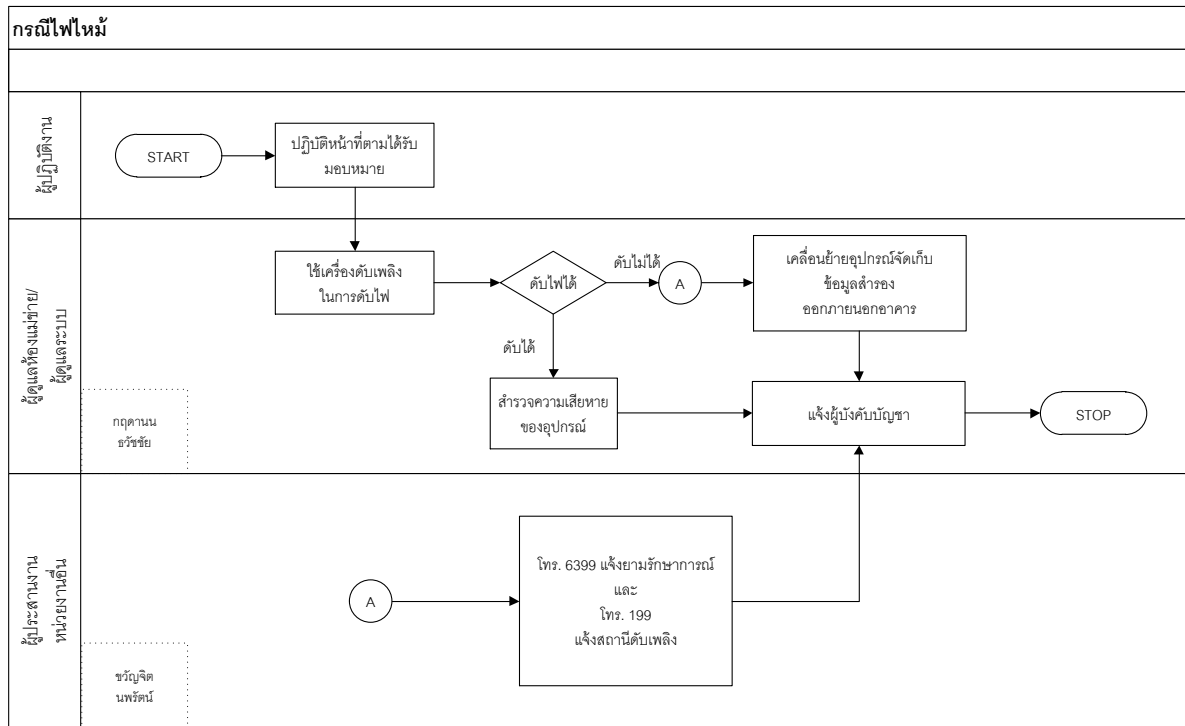 กรณีไฟไหม้
ผู้ปฏิบัติงาน
START
ปฏิบัติหน้าที่ตามได้รับ
มอบหมาย
ผู้ดูแลห้องแม่ข่าย/
ผู้ดูแลระบบ
ใช้เครื่องดับเพลิง
ในการดับไฟ
ดับไฟได้
ดับไม่ได้
A
เคลื่อนย้ายอุปกรณ์จัดเก็บ
ข้อมูลสำรอง
ออกภายนอกอาคาร
ดับได้
สำรวจความเสียหาย
ของอุปกรณ์
แจ้งผู้บังคับบัญชา
STOP
กฤตานน
ธวัชชัย
ผู้ประสานงาน
หน่วยงานอื่น
A
โทร. 6399 แจ้งยามรักษาการณ์
และ
โทร. 199
แจ้งสถานีดับเพลิง
ขวัญจิต
นพรัตน์